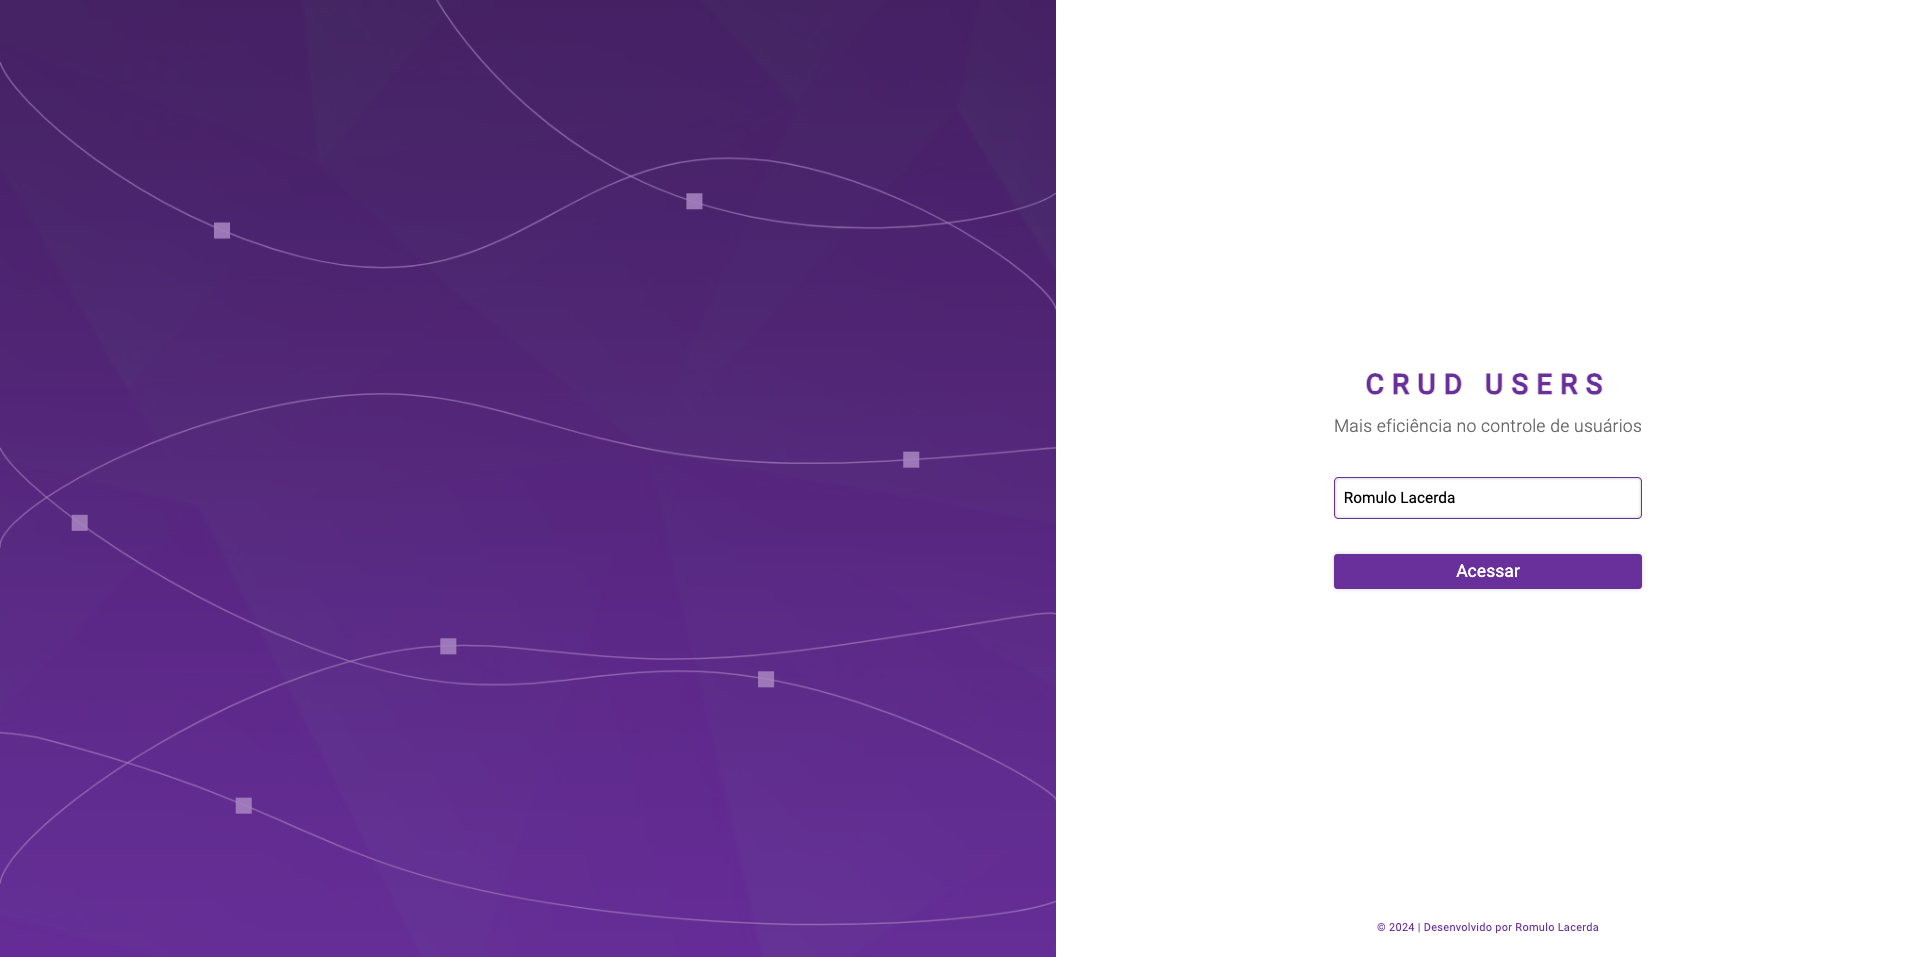 CRUD USERS
Mais eficiência no controle de usuários
Romulo Lacerda
Acessar
© 2024 | Desenvolvido por Romulo Lacerda